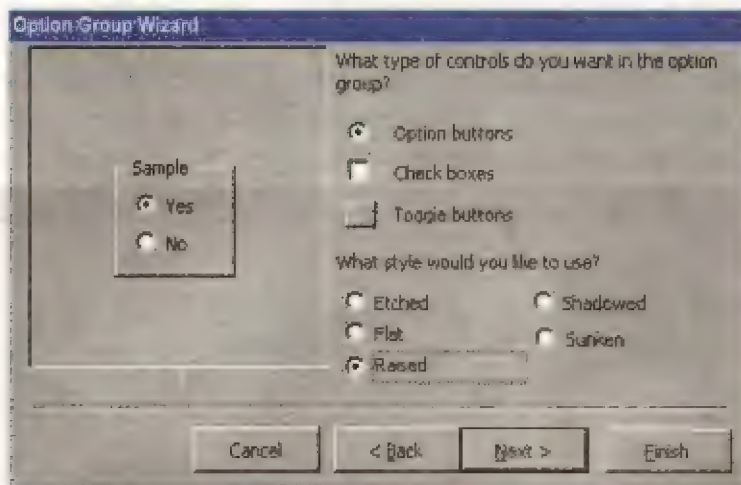 Option Group Wizard
What type of controls do you want in the option
group?
Option buttons
Check boxes
Toggle buttons
Sample
Yes
No
What style would you like to use?
Etched
Shadowed
Flat
Sunken
Raised
Cancel
< Back
Next >
Finish